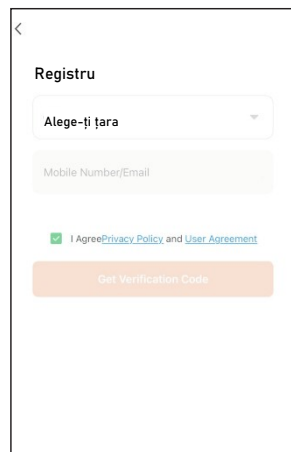 Registru
Alege-ți țara
Mobile Number/Email
I AgreePrivacy Policy and User Agreement
Get Verification Code